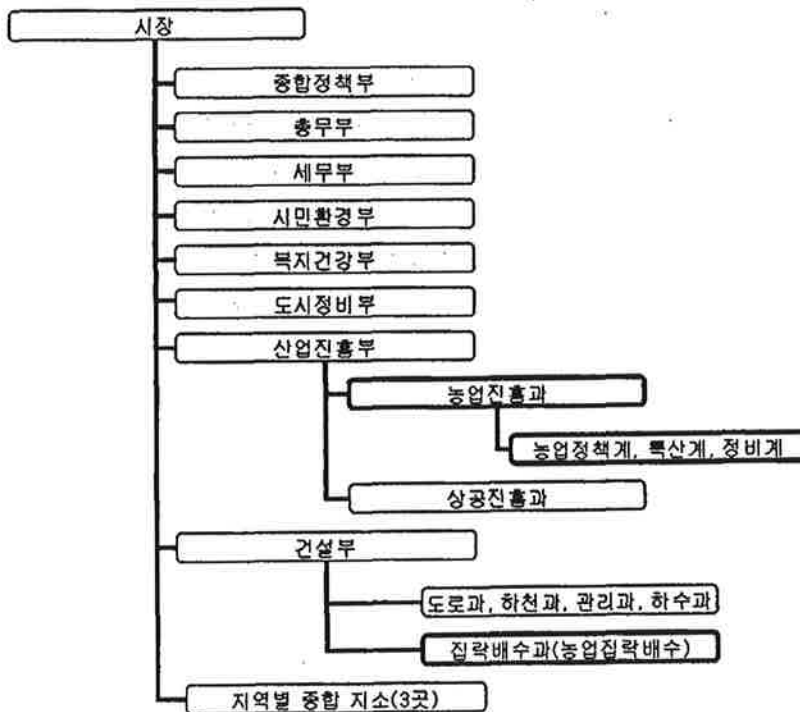 시장
종합정책부
총무부
세무부
시민환경부
복지건강부
도시정비부
산업진흥부
농업진흥과
농업정책계, 특산계, 정비계
상공진흥과
건설부
도로과, 하천과, 관리과, 하수과
집락배수과(농업집락배수)
지역별 종합 지소(3곳)